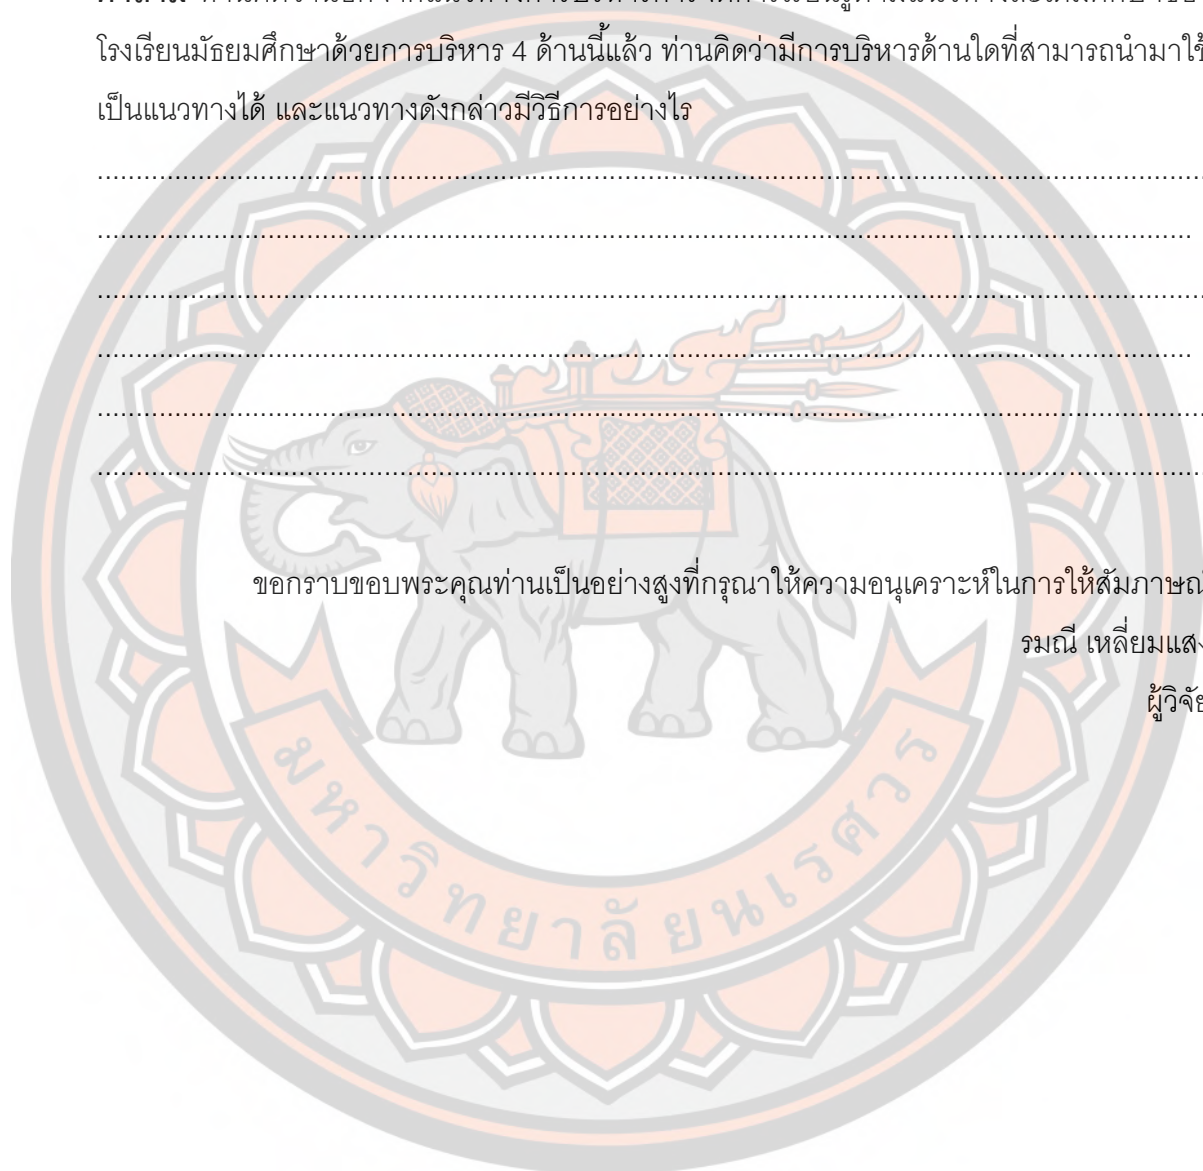 โรงเรียนมัธยมศึกษาด้วยการบริหาร 4 ด้านนี้แล้ว ท่านคิดว่ามีการบริหารด้านใดที่สามารถนำมาใช้
เป็นแนวทางได้ และแนวทางดังกล่าวมีวิธีการอย่างไร
ขอกราบขอบพระคุณท่านเป็นอย่างสูงที่กรุณาให้ความอนุเคราะห์ในการให้สัมภาษณ์
รมณี เหลี่ยมแสง
ผู้วิจัย
มหาวิทยาลัยนเรศวร